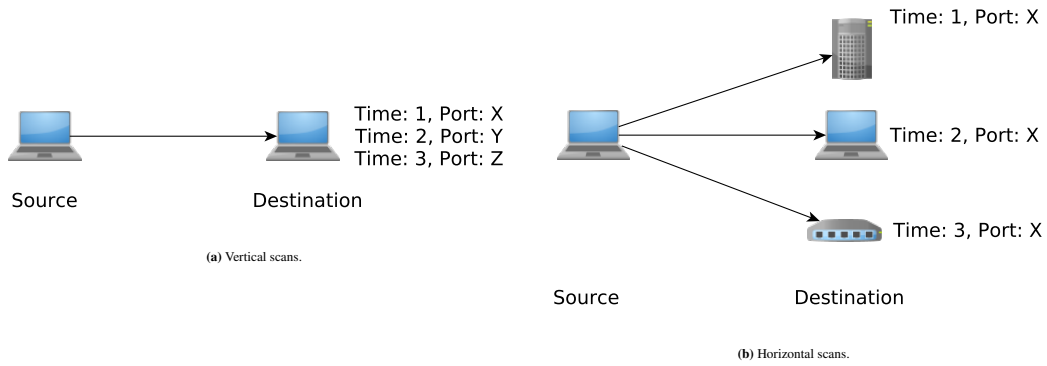 Time: 1, Port: X
Time: 2, Port: Y
Time: 3, Port: Z
Source
Destination
(a) Vertical scans.
Time: 1, Port: X
Time: 2, Port: X
Time: 3, Port: X
Source
Destination
(b) Horizontal scans.